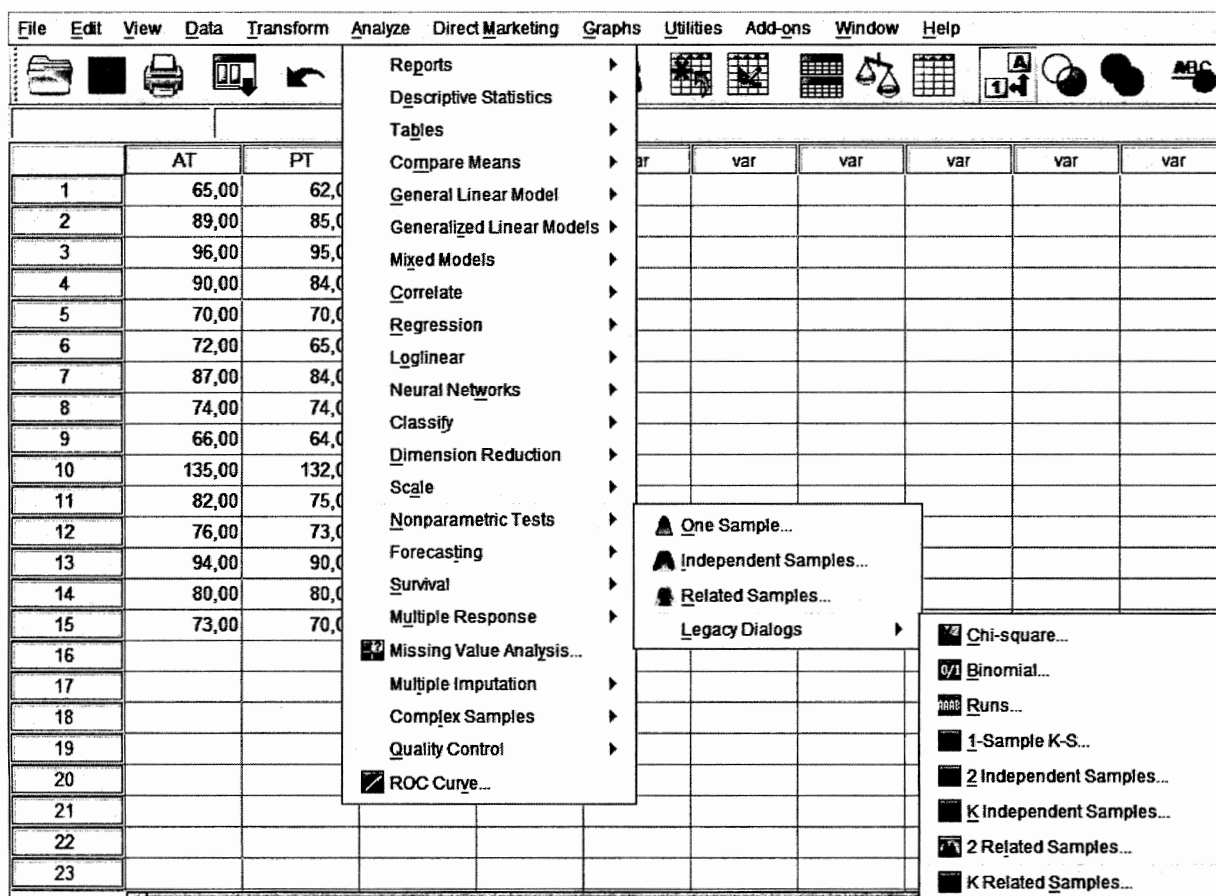 File Edit View Data Transform Analyze Direct Marketing Graphs Utilities Add-ons Window Help
A
1
ABC
Reports
Descriptive Statistics
Tables
Compare Means
General Linear Model
Generalized Linear Models
Mixed Models
Correlate
Regression
Loglinear
Neural Networks
Classify
Dimension Reduction
Scale
Nonparametric Tests
Forecasting
Survival
Multiple Response
Missing Value Analysis...
Multiple Imputation
Complex Samples
Quality Control
ROC Curve...
One Sample...
Independent Samples...
Related Samples...
Legacy Dialogs
Chi-square...
0/1 Binomial...
Runs...
1-Sample K-S...
2 Independent Samples...
K Independent Samples...
2 Related Samples...
K Related Samples...
AT PT ar var var var var var
1 65,00 62,0
2 89,00 85,0
3 96,00 95,0
4 90,00 84,0
5 70,00 70,0
6 72,00 65,0
7 87,00 84,0
8 74,00 74,0
9 66,00 64,0
10 135,00 132,0
11 82,00 75,0
12 76,00 73,0
13 94,00 90,0
14 80,00 80,0
15 73,00 70,0
16
17
18
19
20
21
22
23